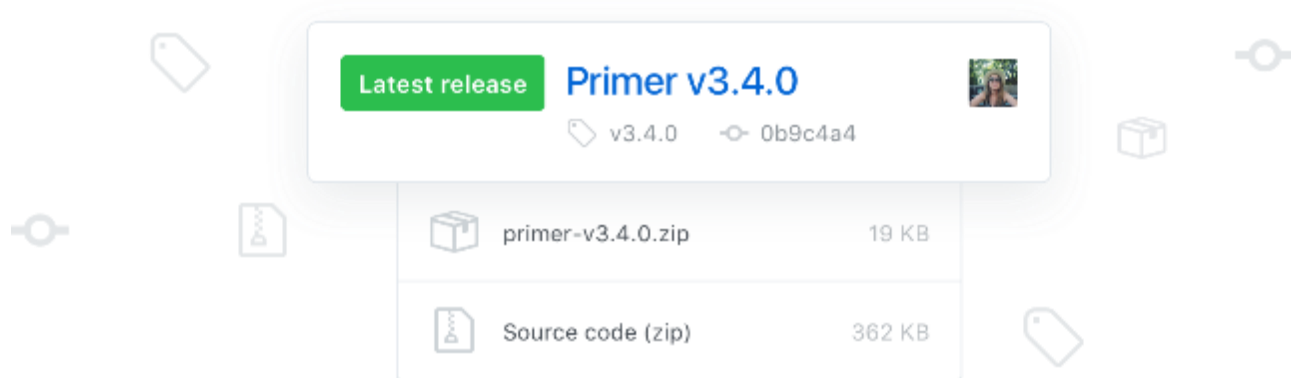 Latest release Primer v3.4.0
v3.4.0 0b9c4a4
primer-v3.4.0.zip 19 KB
Source code (zip) 362 KB